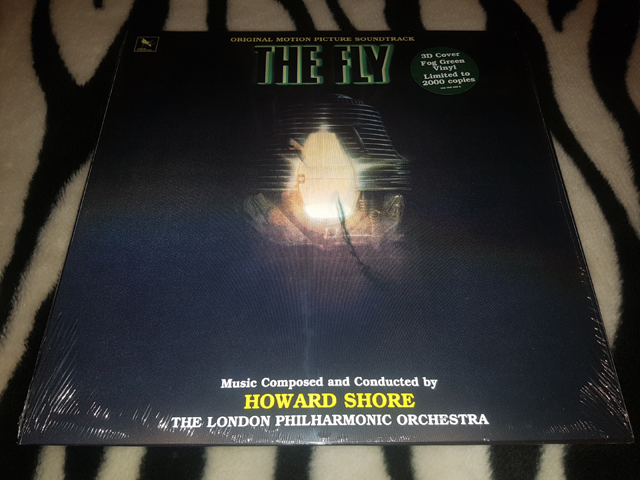 ORIGINAL MOTION PICTURE SOUNDTRACK
THE FLY
3D Cover
Fog Green
Vinyl
Limited to
2000 copies
Music Composed and Conducted by
HOWARD SHORE
THE LONDON PHILHARMONIC ORCHESTRA